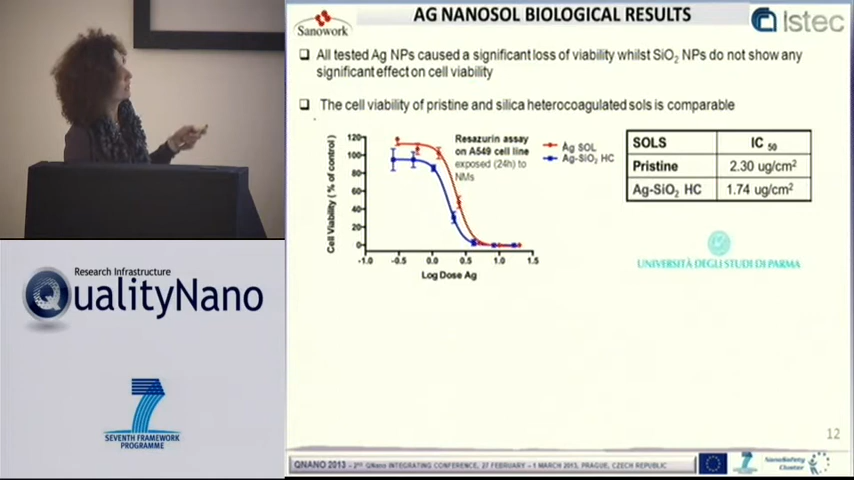 Sanowork
AG NANOSOL BIOLOGICAL RESULTS
Istec
All tested Ag NPs caused a significant loss of viability whilst SiO2 NPs do not show any
significant effect on cell viability
The cell viability of pristine and silica heterocoagulated sols is comparable
Cell Viability (% of control)
120
100
80
60
40
20
0
-1.0 -0.5 0.0 0.5 1.0 1.5
Log Dose Ag
Resazurin assay
on A549 cell line
exposed (24h) to
NMs
Ag SOL
Ag-SiO2 HC
SOLS IC 50
Pristine 2.30 ug/cm2
Ag-SiO2 HC 1.74 ug/cm2
UNIVERSITÀ DEGLI STUDI DI PARMA
Research Infrastructure
QualityNano
7
SEVENTH FRAMEWORK
PROGRAMME
12
QNANO 2013 - 2ND QNano INTEGRATING CONFERENCE, 27 FEBRUARY – 1 MARCH 2013, PRAGUE, CZECH REPUBLIC
NanoSafety
Cluster